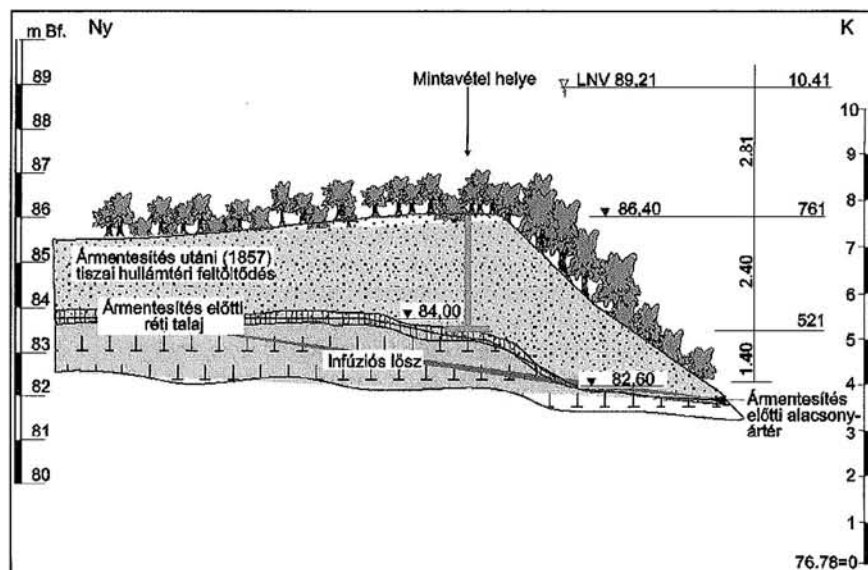 m Bf.
Ny
K
89
88
87
86
85
84
83
82
81
80
Mintavétel helye
LNV 89,21
10.41
2.81
86,40
761
2.40
521
1.40
Ármentesítés utáni (1857)
tiszai hullámtéri feltöltődés
Ármentesítés előtti
réti talaj
84,00
Infúziós lösz
82,60
Ármentesítés
előtti alacsony-
ártér
10
9
8
7
6
5
4
3
2
1
76.78=0